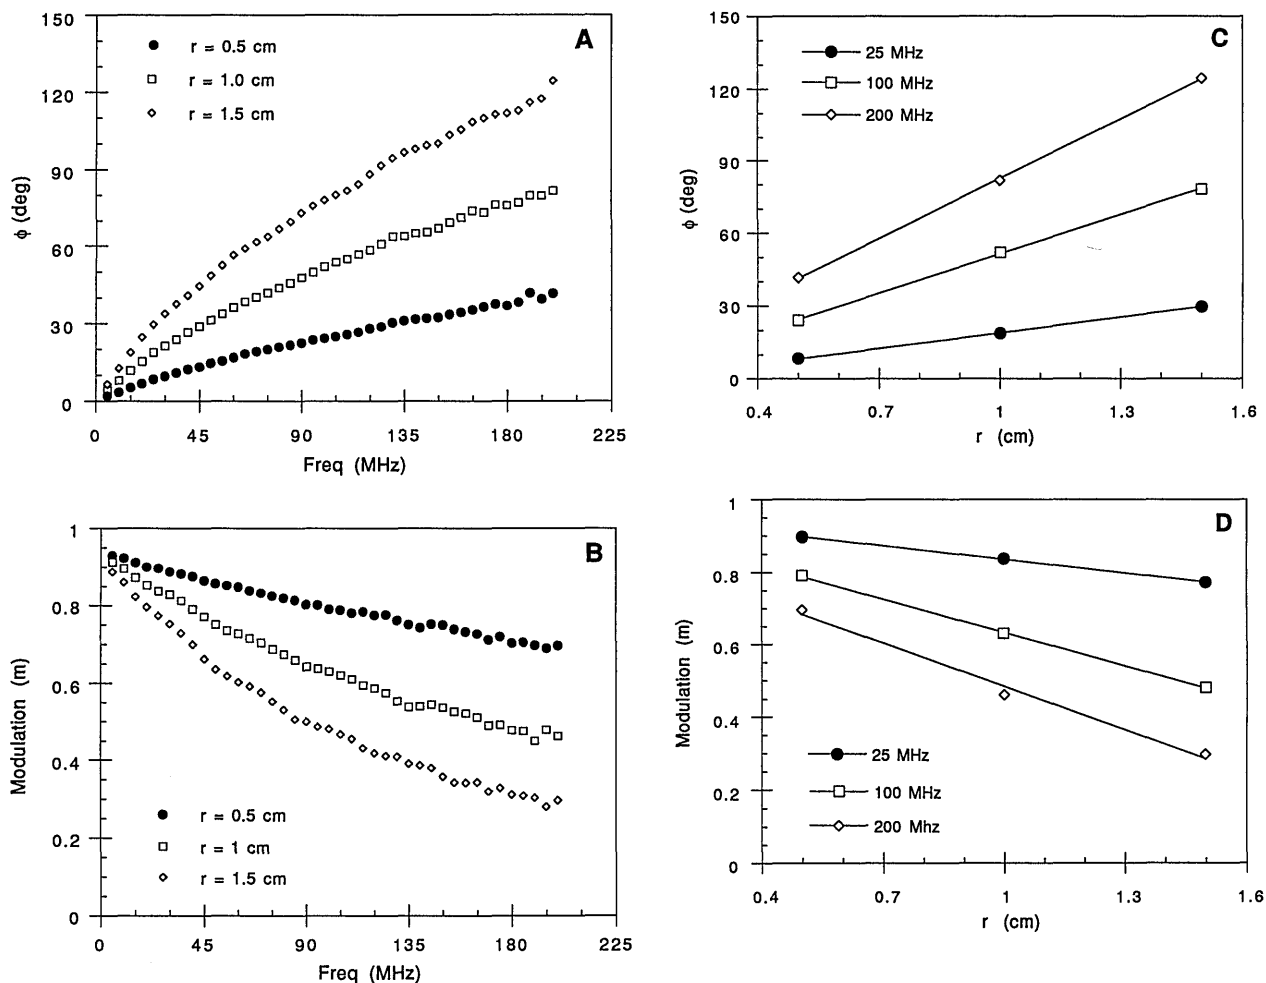 A
150
120
90
60
30
0
ϕ (deg)
r = 0.5 cm
r = 1.0 cm
r = 1.5 cm
0 45 90 135 180 225
Freq (MHz)
C
150
120
90
60
30
0
ϕ (deg)
25 MHz
100 MHz
200 MHz
0.4 0.7 1 1.3 1.6
r (cm)
B
1
0.8
0.6
0.4
0.2
0
Modulation (m)
r = 0.5 cm
r = 1 cm
r = 1.5 cm
0 45 90 135 180 225
Freq (MHz)
D
1
0.8
0.6
0.4
0.2
0
Modulation (m)
25 MHz
100 MHz
200 Mhz
0.4 0.7 1 1.3 1.6
r (cm)